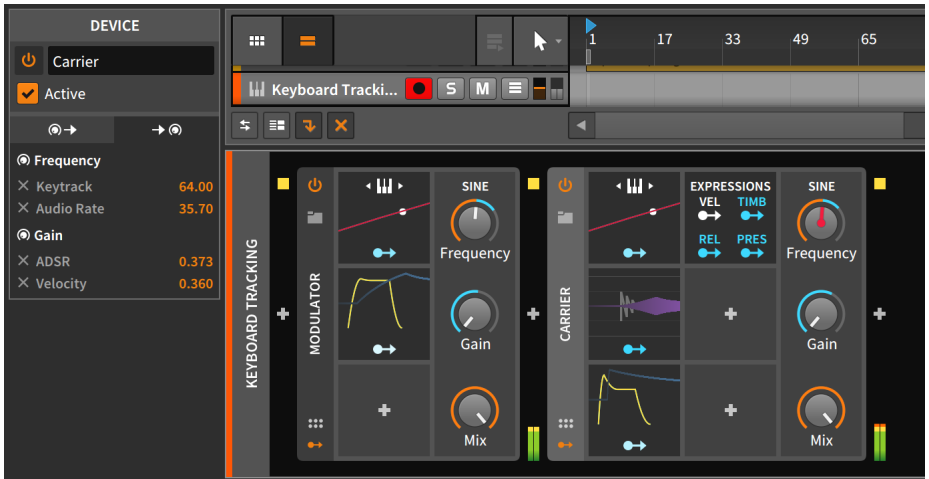 DEVICE
Carrier
Active
Frequency
Keytrack 64.00
Audio Rate 35.70
Gain
ADSR 0.373
Velocity 0.360
1 17 33 49 65
Keyboard Tracki... S M
KEYBOARD TRACKING
MODULATOR
SINE
Frequency
Gain
Mix
CARRIER
EXPRESSIONS
VEL TIMB
REL PRES
SINE
Frequency
Gain
Mix